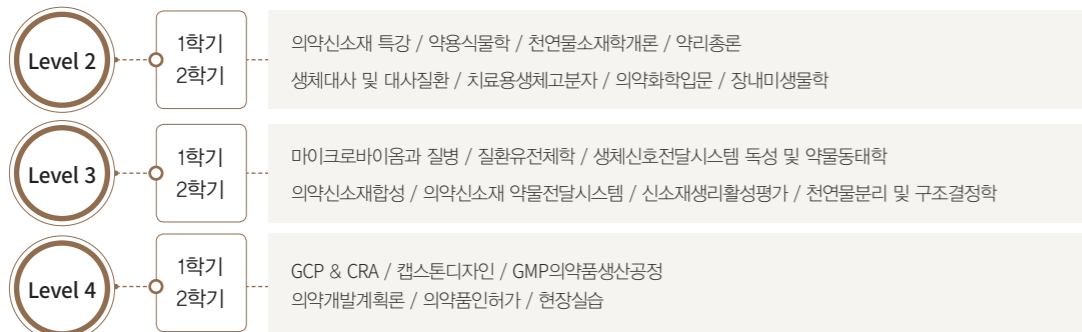 Level 2
1학기
2학기
의약신소재 특강 / 약용식물학 / 천연물소재학개론 / 약리총론
생체대사 및 대사질환 / 치료용생체고분자 / 의약화학입문 / 장내미생물학
Level 3
1학기
2학기
마이크로바이옴과 질병 / 질환유전체학 / 생체신호전달시스템 독성 및 약물동태학
의약신소재합성 / 의약신소재 약물전달시스템 / 신소재생리활성평가 / 천연물분리 및 구조결정학
Level 4
1학기
2학기
GCP & CRA / 캡스톤디자인 / GMP의약품생산공정
의약개발계획론 / 의약품인허가 / 현장실습